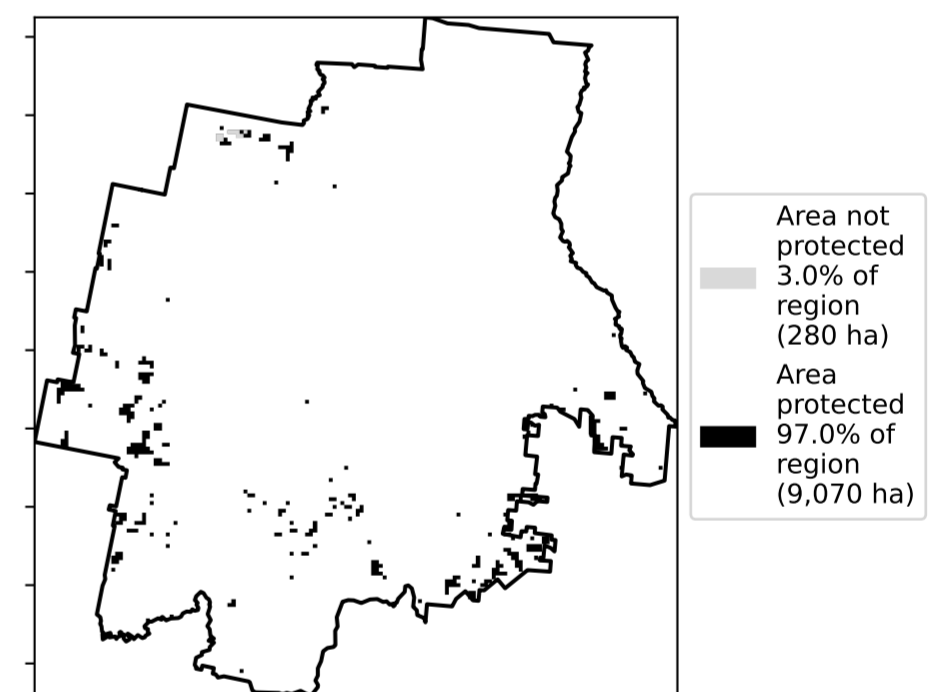 Area not
protected
3.0% of
region
(280 ha)
Area
protected
97.0% of
region
(9,070 ha)